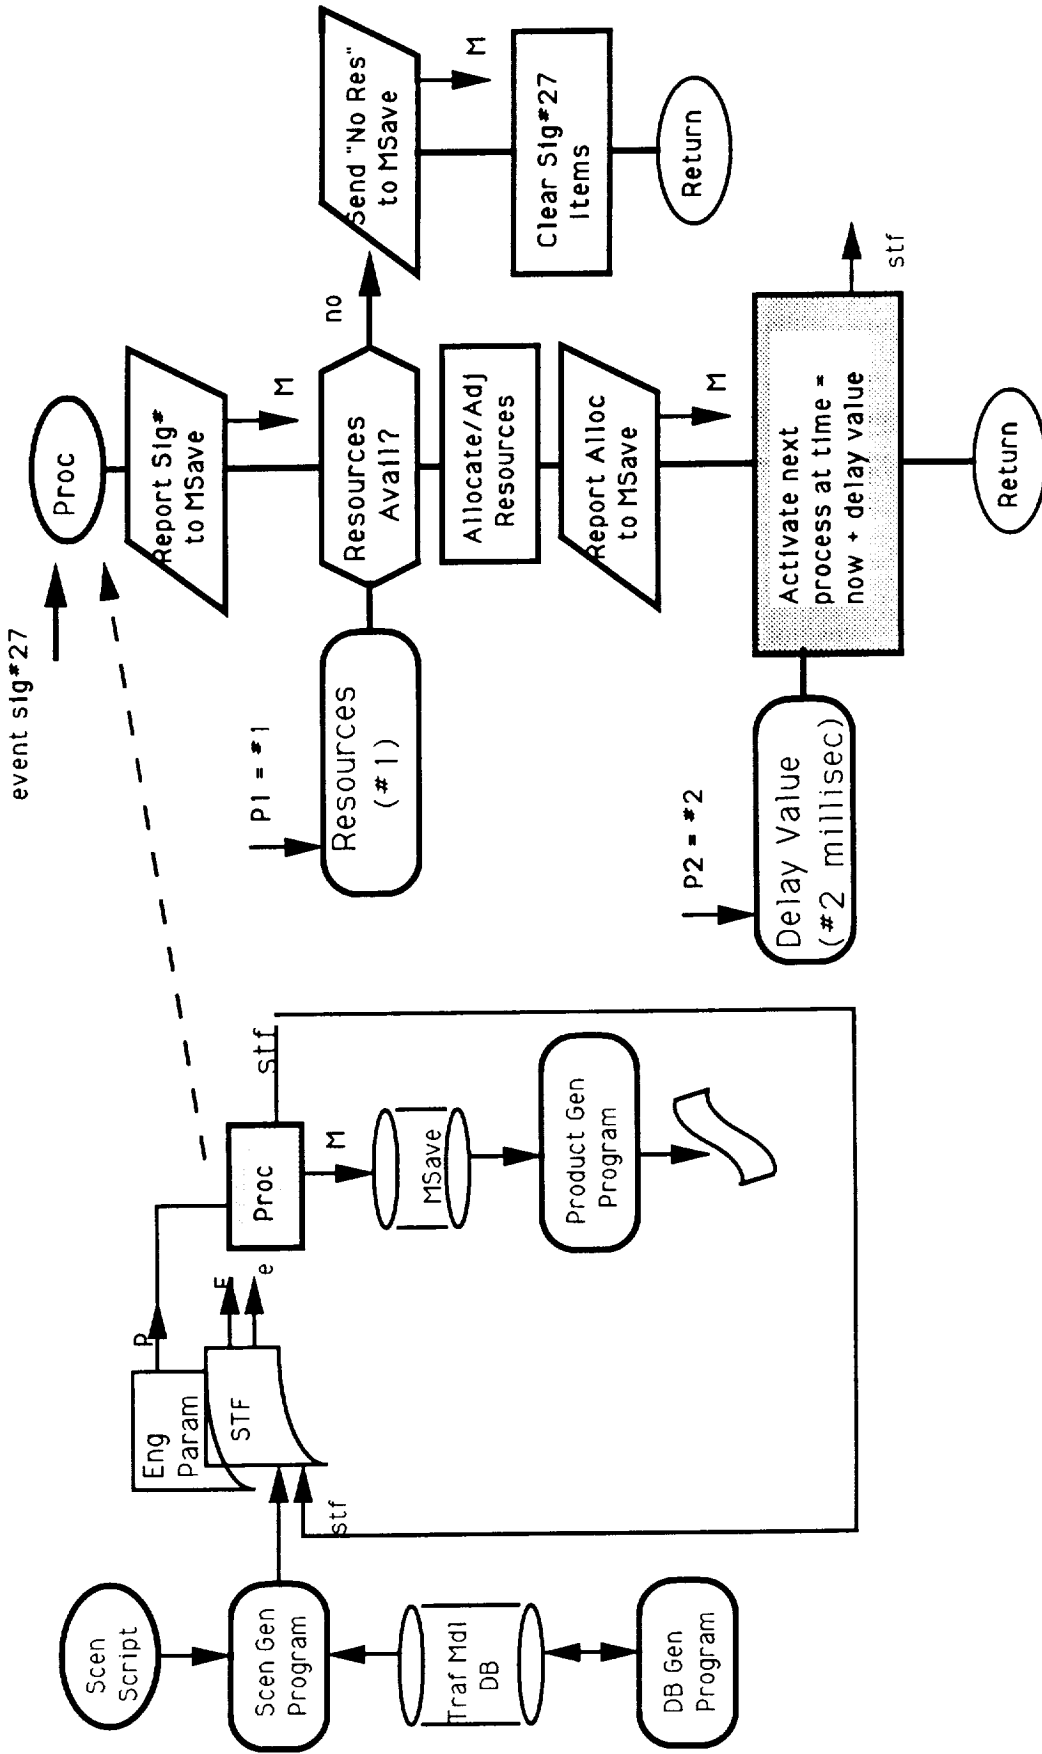 Scen
Script
Scen Gen
Program
Traf Mdl
DB
DB Gen
Program
Eng
Param
STF
stf
P
E
e
Proc
stf
M
MSave
Product Gen
Program
event sig#27
Proc
Report Sig#
to MSave
M
P1 = #1
Resources
(#1)
Resources
Avail?
no
Send "No Res"
to MSave
M
Clear Sig#27
Items
Return
Allocate/Adj
Resources
Report Alloc
to MSave
M
P2 = #2
Delay Value
(#2 millisec)
Activate next
process at time =
now + delay value
stf
Return